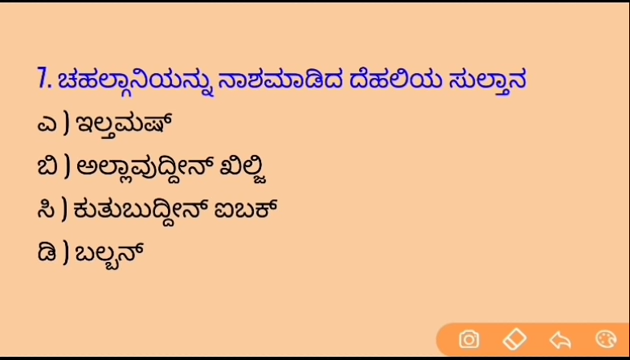 7. ಚಹಲ್ಗಾನಿಯನ್ನು ನಾಶಮಾಡಿದ ದೆಹಲಿಯ ಸುಲ್ತಾನ
ಎ ) ಇಲ್ತಮಷ್
ಬಿ ) ಅಲ್ಲಾವುದ್ದೀನ್ ಖಿಲ್ಜಿ
ಸಿ ) ಕುತುಬುದ್ದೀನ್ ಐಬಕ್
ಡಿ ) ಬಲ್ಬನ್